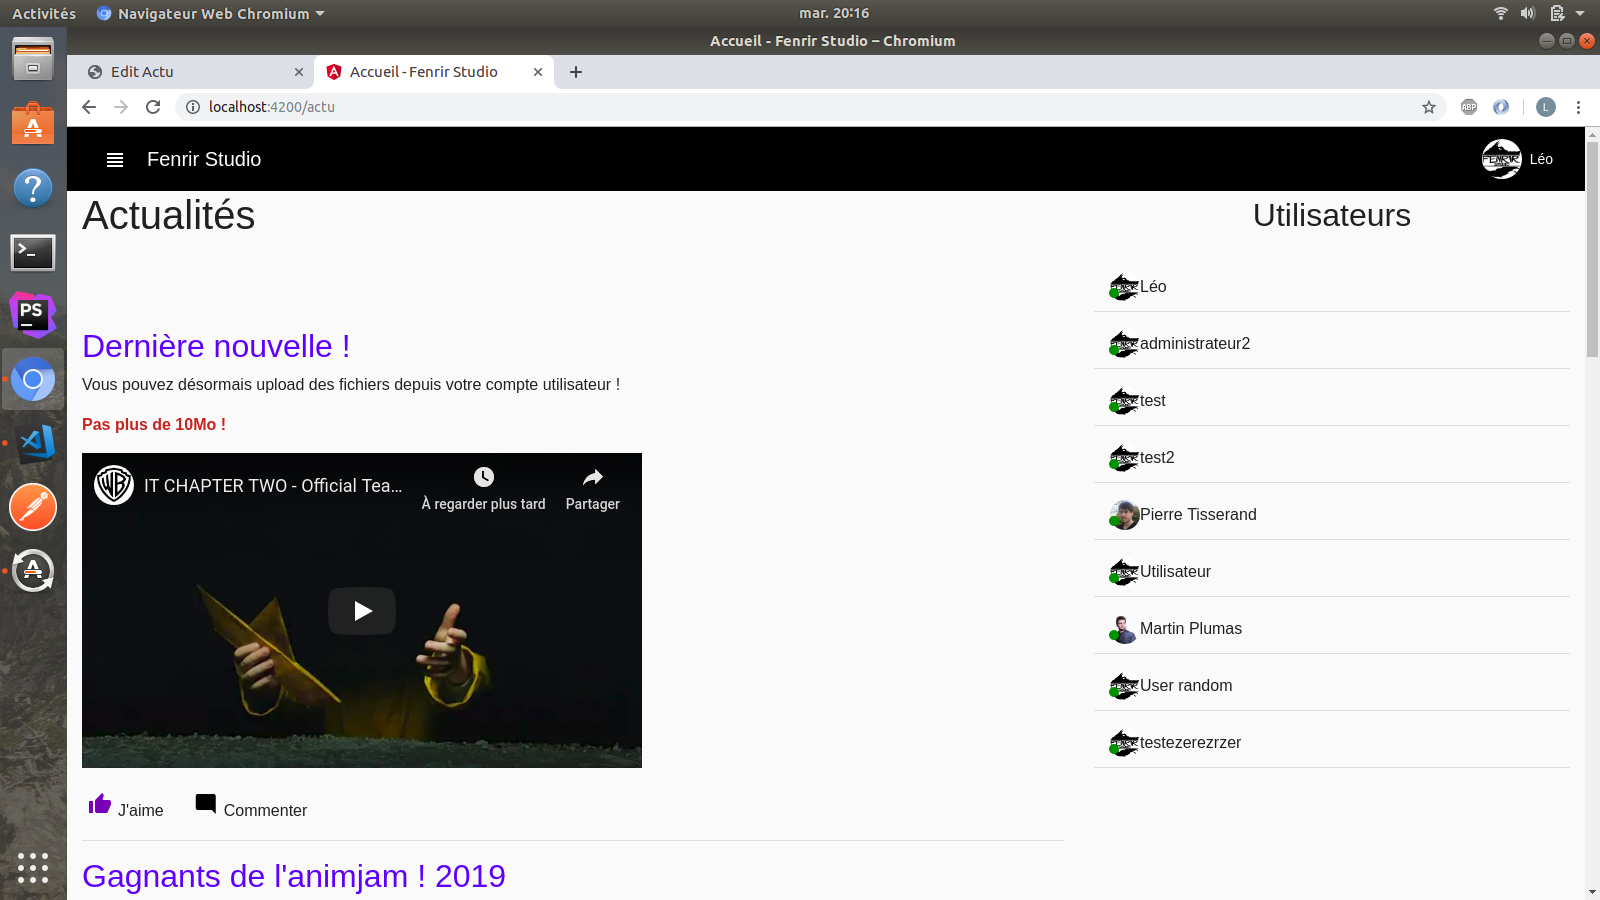 Activités Navigateur Web Chromium mar. 20:16
Accueil - Fenrir Studio – Chromium
Edit Actu Accueil - Fenrir Studio
localhost:4200/actu ABP L
Fenrir Studio FENRIR Léo
Actualités
Dernière nouvelle !
Vous pouvez désormais upload des fichiers depuis votre compte utilisateur !
Pas plus de 10Mo !
IT CHAPTER TWO - Official Tea...
À regarder plus tard Partager
J'aime Commenter
Gagnants de l'animjam ! 2019
Utilisateurs
Léo
administrateur2
test
test2
Pierre Tisserand
Utilisateur
Martin Plumas
User random
testezerezrzer
PS